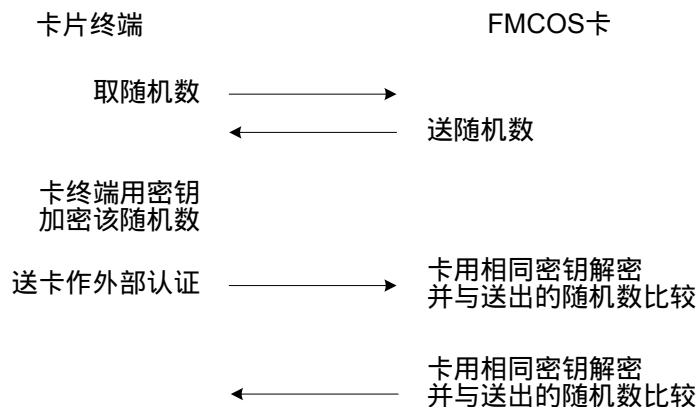 卡片终端
FMCOS卡
取随机数
送随机数
卡终端用密钥
加密该随机数
送卡作外部认证
卡用相同密钥解密
并与送出的随机数比较
卡用相同密钥解密
并与送出的随机数比较